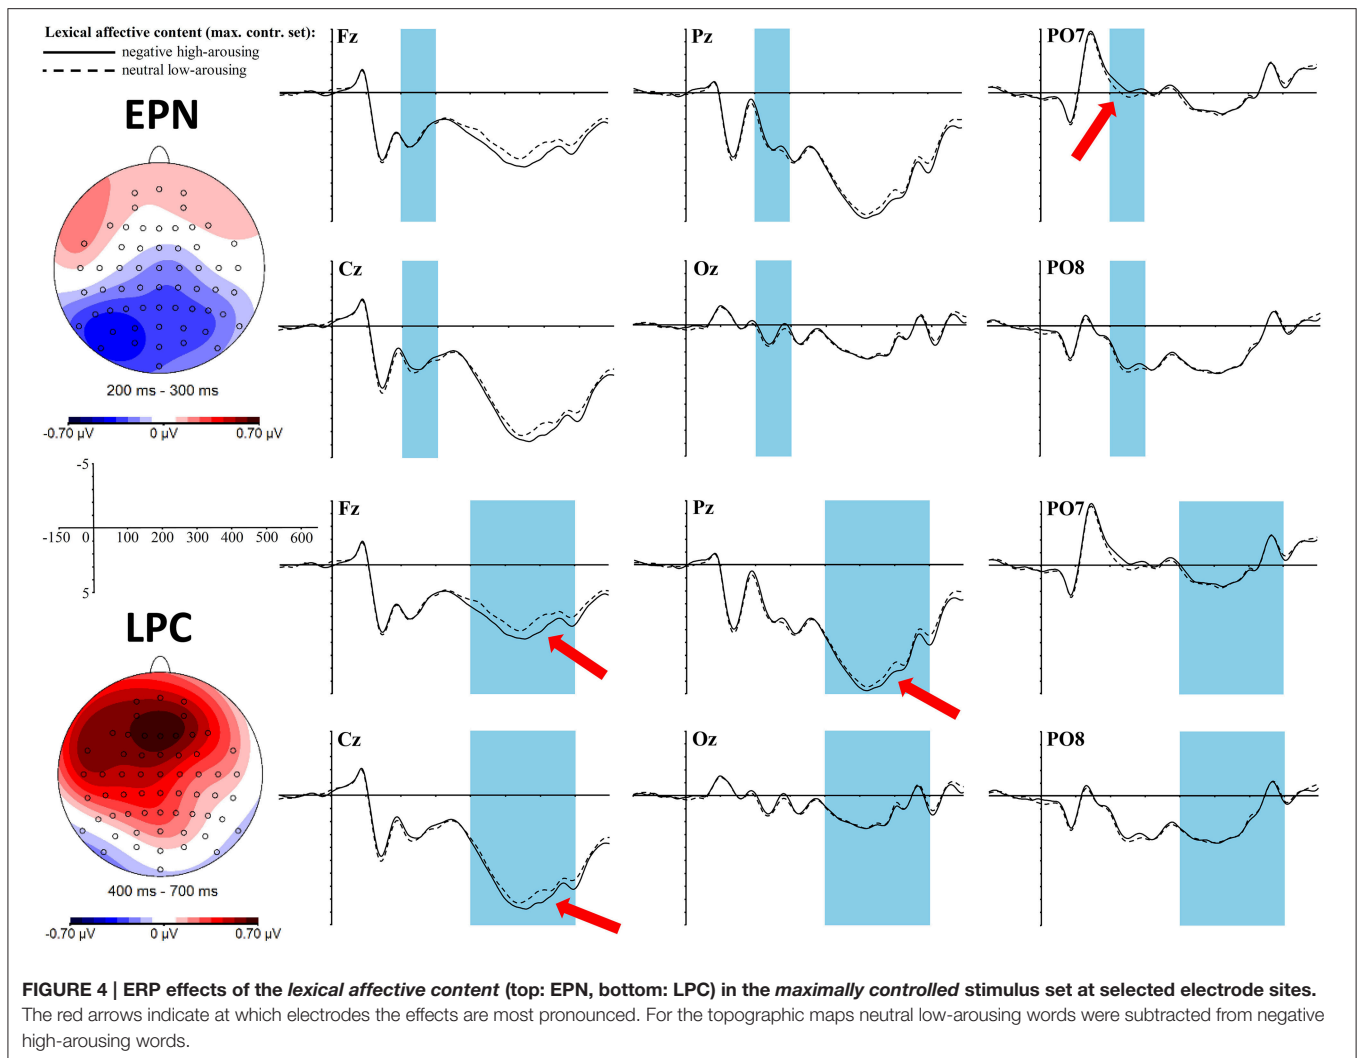 Lexical affective content (max. contr. set):
negative high-arousing
neutral low-arousing
EPN
200 ms - 300 ms
-0.70 µV 0 µV 0.70 µV
Fz
Pz
PO7
Cz
Oz
PO8
-5
-150 0 100 200 300 400 500 600
5
LPC
400 ms - 700 ms
-0.70 µV 0 µV 0.70 µV
Fz
Pz
PO7
Cz
Oz
PO8
FIGURE 4 | ERP effects of the lexical affective content (top: EPN, bottom: LPC) in the maximally controlled stimulus set at selected electrode sites.
The red arrows indicate at which electrodes the effects are most pronounced. For the topographic maps neutral low-arousing words were subtracted from negative
high-arousing words.